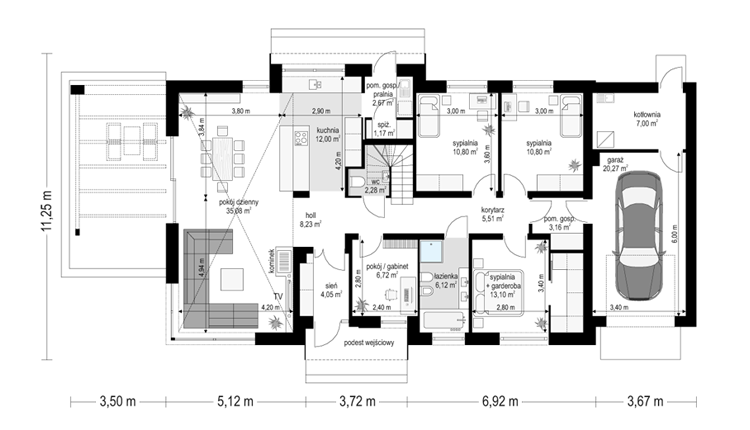 pom. gosp./
pralnia
2,67 m²
3,80 m
2,90 m
3,00 m
3,00 m
kotłownia
7,00 m²
3,84 m
kuchnia
12,00 m²
spiż.
1,17 m²
sypialnia
10,80 m²
3,60 m
sypialnia
10,80 m²
4,20 m
garaż
20,27 m²
wc
2,28 m²
pokój dzienny
35,08 m²
holl
8,23 m²
korytarz
5,51 m²
pom. gosp.
3,16 m²
6,00 m
11,25 m
4,94 m
kominek
TV
4,20 m
sień
4,05 m²
2,80 m
pokój / gabinet
6,72 m²
2,40 m
łazienka
6,12 m²
sypialnia
+ garderoba
13,10 m²
2,80 m
3,40 m
3,40 m
podest wejściowy
3,50 m
5,12 m
3,72 m
6,92 m
3,67 m